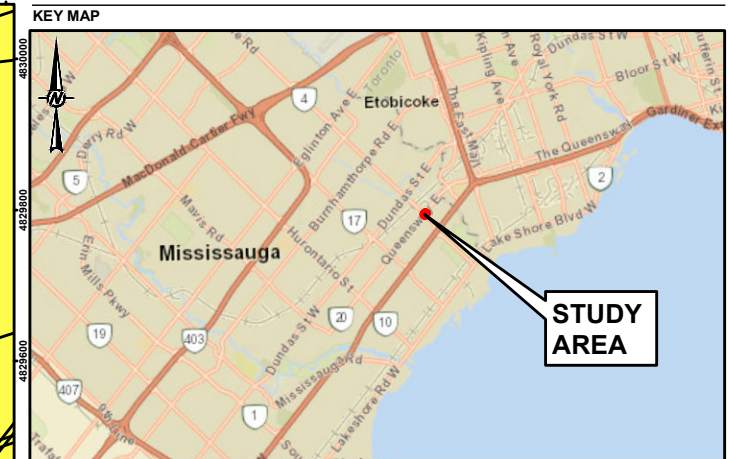 KEY MAP
4830000
4829800
4829600
N
Toronto
Etobicoke
Kipling Ave
Royal York Rd
Dundas St W
Bloor St W
Gardiner Ex
The East Mall
The Queensway
Derry Rd W
MacDonald-Cartier Fwy
4
Eglinton Ave E
Burnhamthorpe Rd E
Dundas St E
5
2
Mavis Rd
17
Queensway E
Lake Shore Blvd W
Mississauga
Hurontario St
Erin Mills Pkwy
STUDY
AREA
19
403
20
10
Dundas St W
Mississauga Rd
407
9th Line
1
Lakeshore Rd W